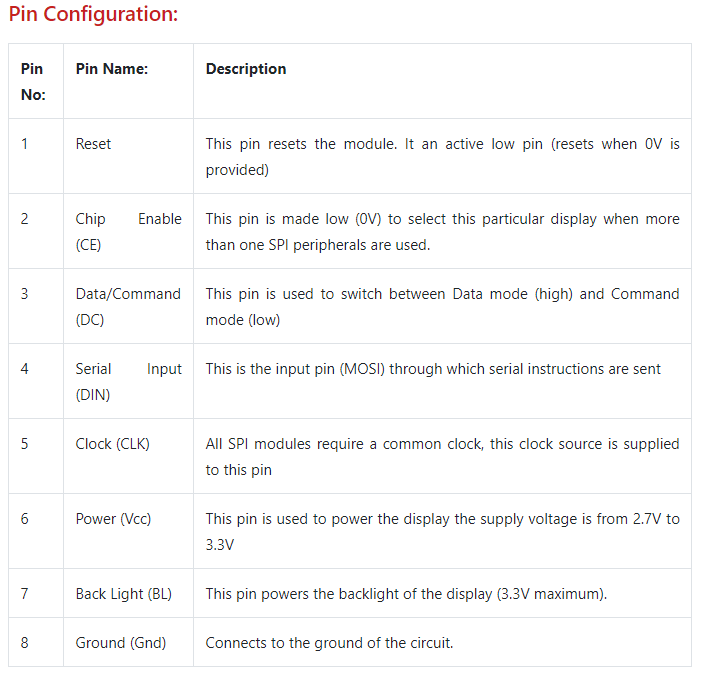 Pin Configuration:
Pin No: Pin Name: Description
1 Reset This pin resets the module. It an active low pin (resets when 0V is
provided)
2 Chip Enable (CE) This pin is made low (0V) to select this particular display when more
than one SPI peripherals are used.
3 Data/Command (DC) This pin is used to switch between Data mode (high) and Command
mode (low)
4 Serial Input (DIN) This is the input pin (MOSI) through which serial instructions are sent
5 Clock (CLK) All SPI modules require a common clock, this clock source is supplied
to this pin
6 Power (Vcc) This pin is used to power the display the supply voltage is from 2.7V to
3.3V
7 Back Light (BL) This pin powers the backlight of the display (3.3V maximum).
8 Ground (Gnd) Connects to the ground of the circuit.